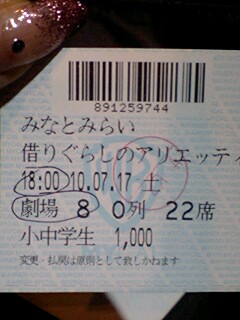 891259744
みなとみらい
借りぐらしのアリエッティ
18:00 10.07.17 土
劇場 8 O列 22席
小中学生 1,000
変更・払戻は原則として致しかねます